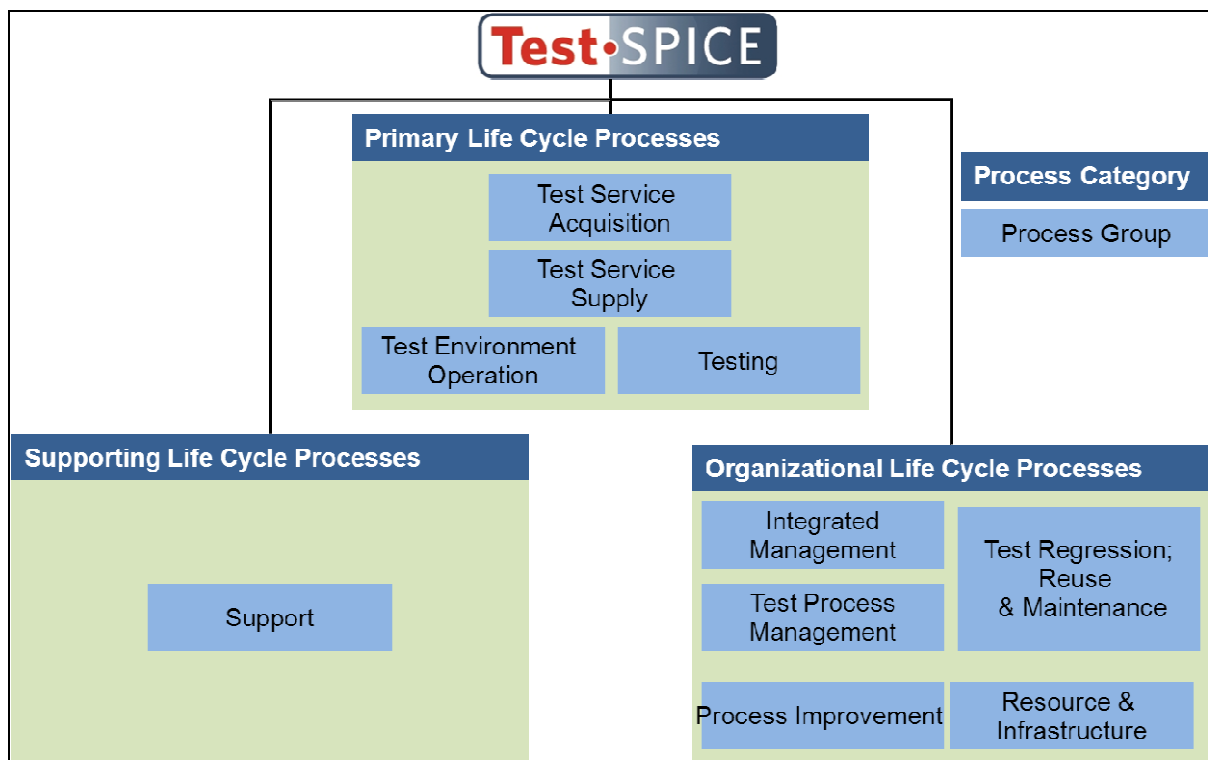 Test•SPICE
Primary Life Cycle Processes
Test Service
Acquisition
Test Service
Supply
Test Environment
Operation
Testing
Process Category
Process Group
Supporting Life Cycle Processes
Support
Organizational Life Cycle Processes
Integrated
Management
Test Regression;
Reuse
& Maintenance
Test Process
Management
Process Improvement
Resource &
Infrastructure